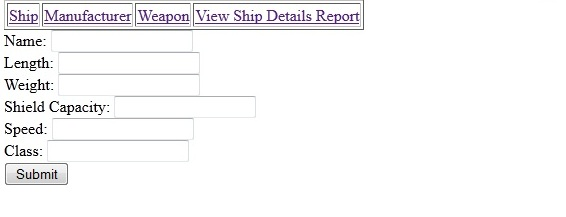 Ship Manufacturer Weapon View Ship Details Report
Name:
Length:
Weight:
Shield Capacity:
Speed:
Class:
Submit